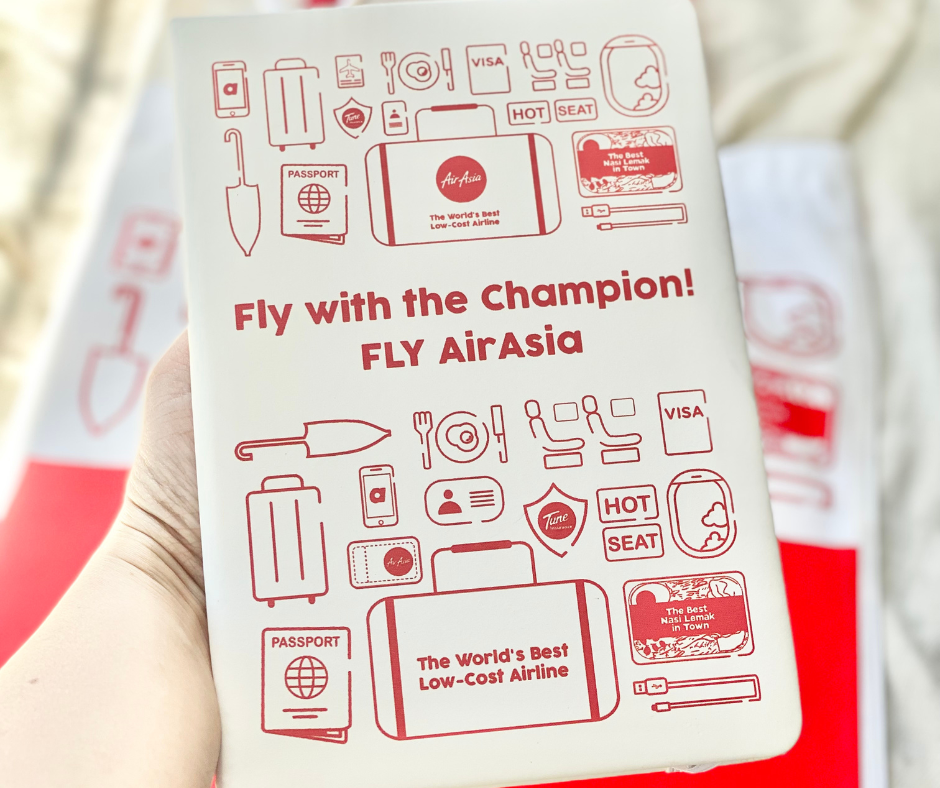 a
VISA
Tune
HOT
SEAT
The Best
Nasi Lemak
in Town
PASSPORT
AirAsia
The World's Best
Low-Cost Airline
Fly with the Champion!
FLY AirAsia
VISA
a
Tune
HOT
SEAT
AirAsia
The Best
Nasi Lemak
in Town
PASSPORT
The World's Best
Low-Cost Airline